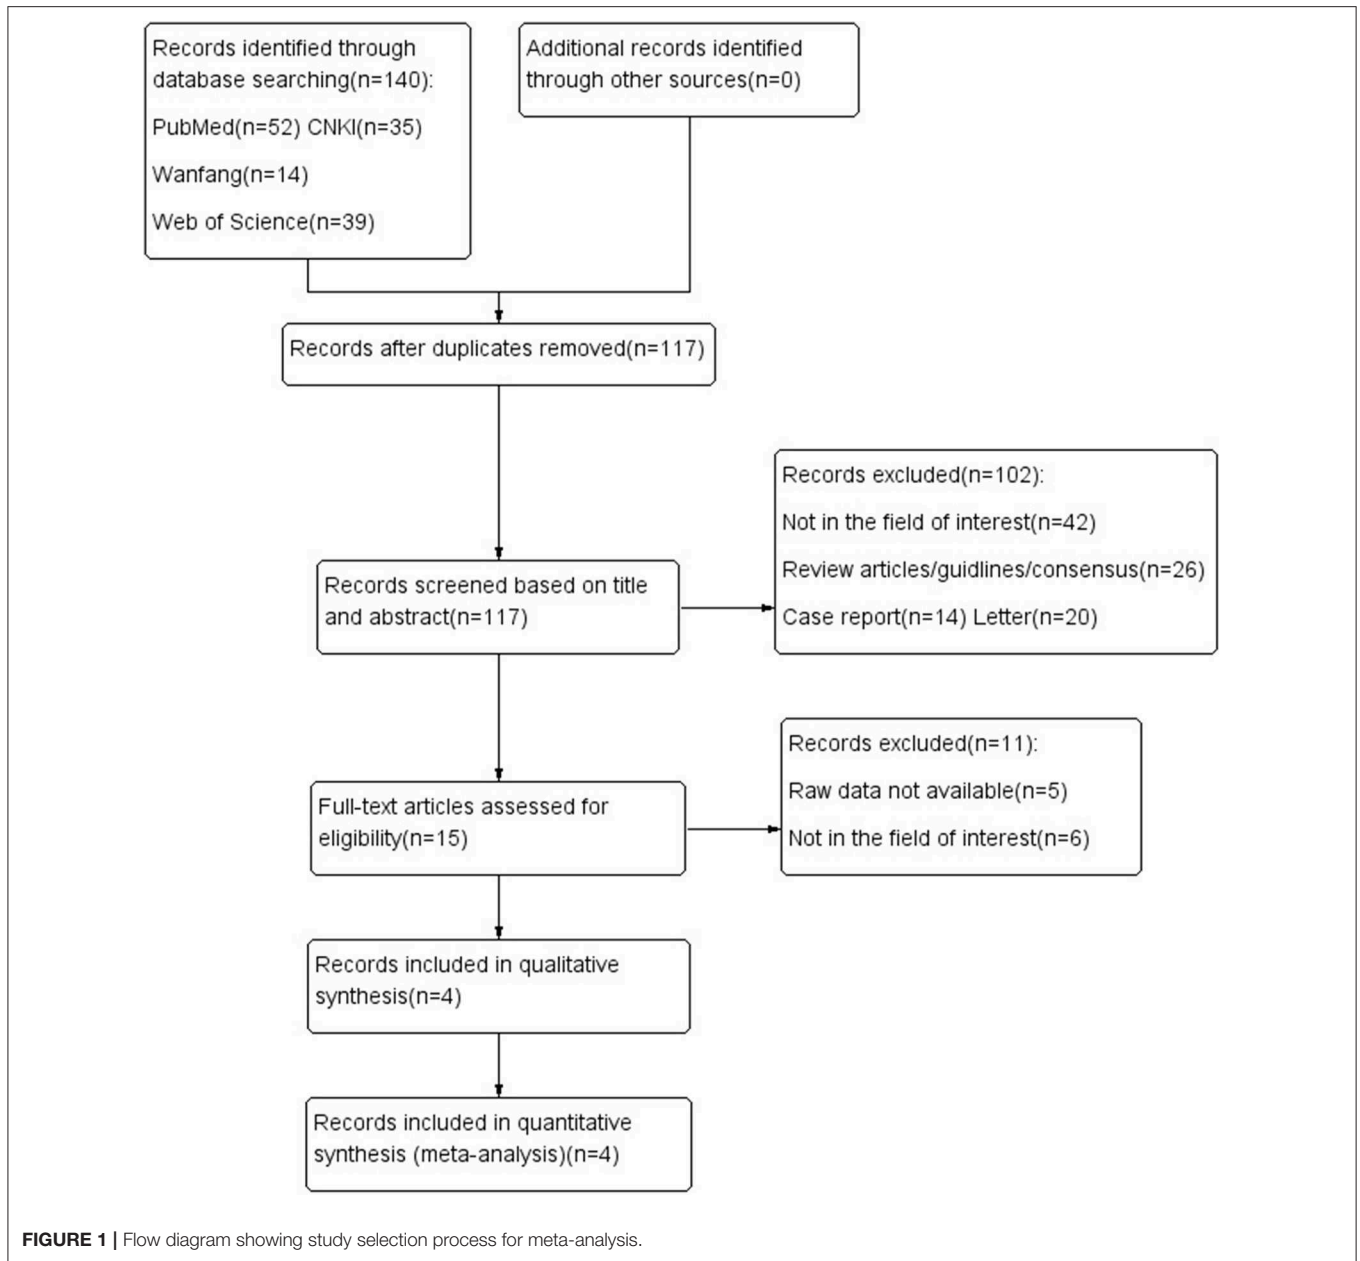 Records identified through
database searching(n=140):
PubMed(n=52) CNKI(n=35)
Wanfang(n=14)
Web of Science(n=39)
Additional records identified
through other sources(n=0)
Records after duplicates removed(n=117)
Records screened based on title
and abstract(n=117)
Records excluded(n=102):
Not in the field of interest(n=42)
Review articles/guidlines/consensus(n=26)
Case report(n=14) Letter(n=20)
Full-text articles assessed for
eligibility(n=15)
Records excluded(n=11):
Raw data not available(n=5)
Not in the field of interest(n=6)
Records included in qualitative
synthesis(n=4)
Records included in quantitative
synthesis (meta-analysis)(n=4)
FIGURE 1 | Flow diagram showing study selection process for meta-analysis.